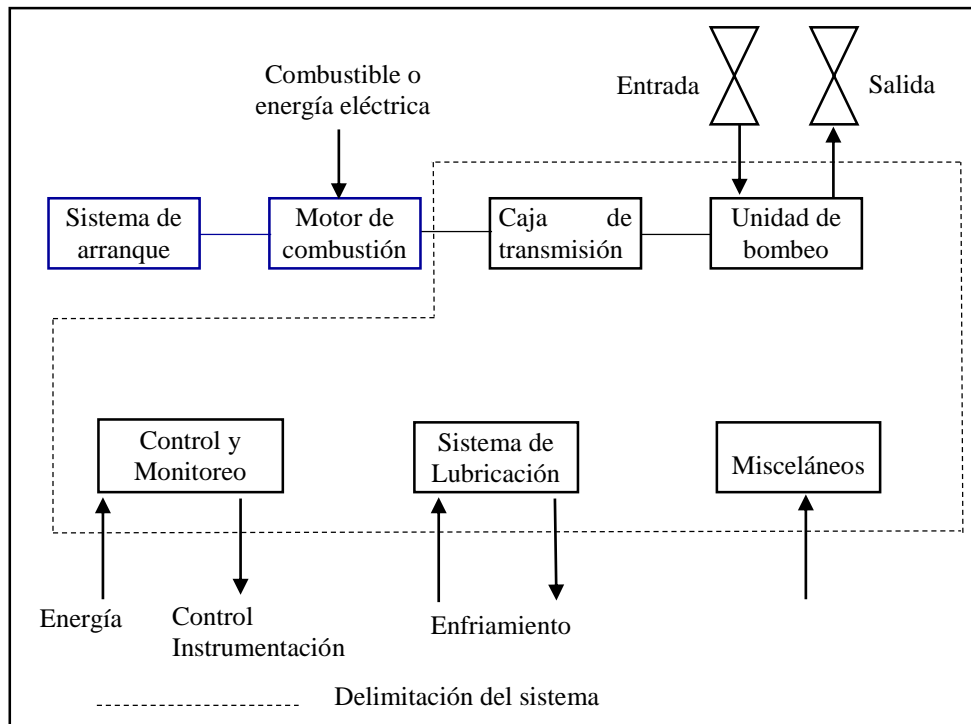 Combustible o
energía eléctrica
Entrada
Salida
Sistema de
arranque
Motor de
combustión
Caja de
transmisión
Unidad de
bombeo
Control y
Monitoreo
Sistema de
Lubricación
Misceláneos
Energía
Control
Instrumentación
Enfriamiento
Delimitación del sistema